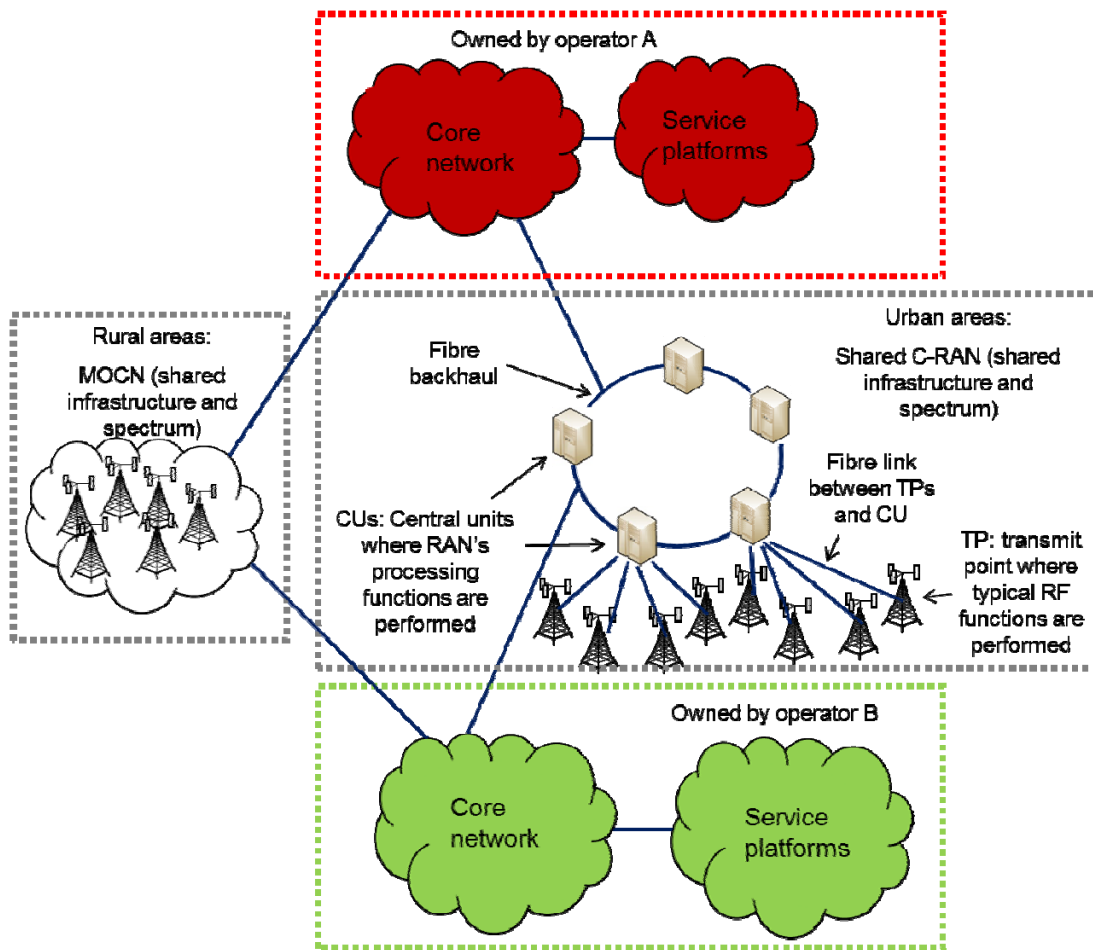 Owned by operator A
Core
network
Service
platforms
Rural areas:
MOCN (shared
infrastructure and
spectrum)
Urban areas:
Shared C-RAN (shared
infrastructure and
spectrum)
Fibre
backhaul
Fibre link
between TPs
and CU
CUs: Central units
where RAN's
processing
functions are
performed
TP: transmit
point where
typical RF
functions are
performed
Owned by operator B
Core
network
Service
platforms